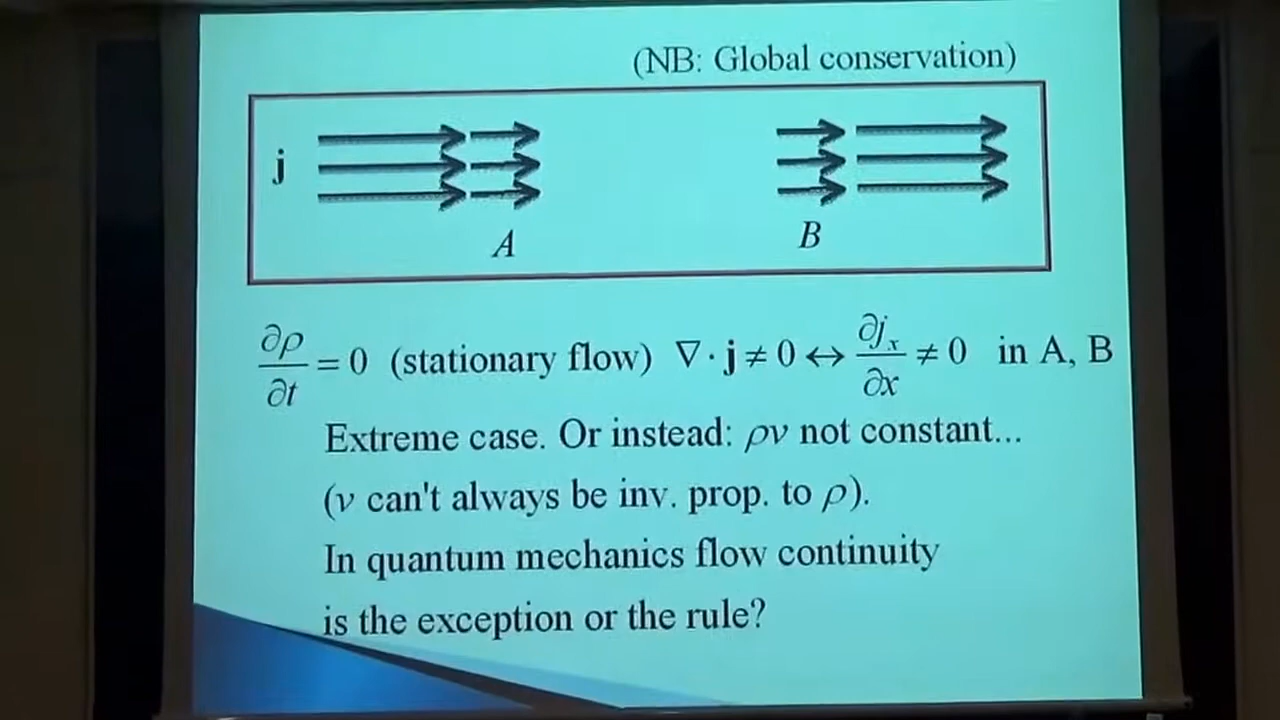 (NB: Global conservation)
j
A
B
∂ρ/∂t = 0 (stationary flow) ∇·j ≠ 0 ↔ ∂jₓ/∂x ≠ 0 in A, B
Extreme case. Or instead: ρv not constant...
(v can't always be inv. prop. to ρ).
In quantum mechanics flow continuity
is the exception or the rule?